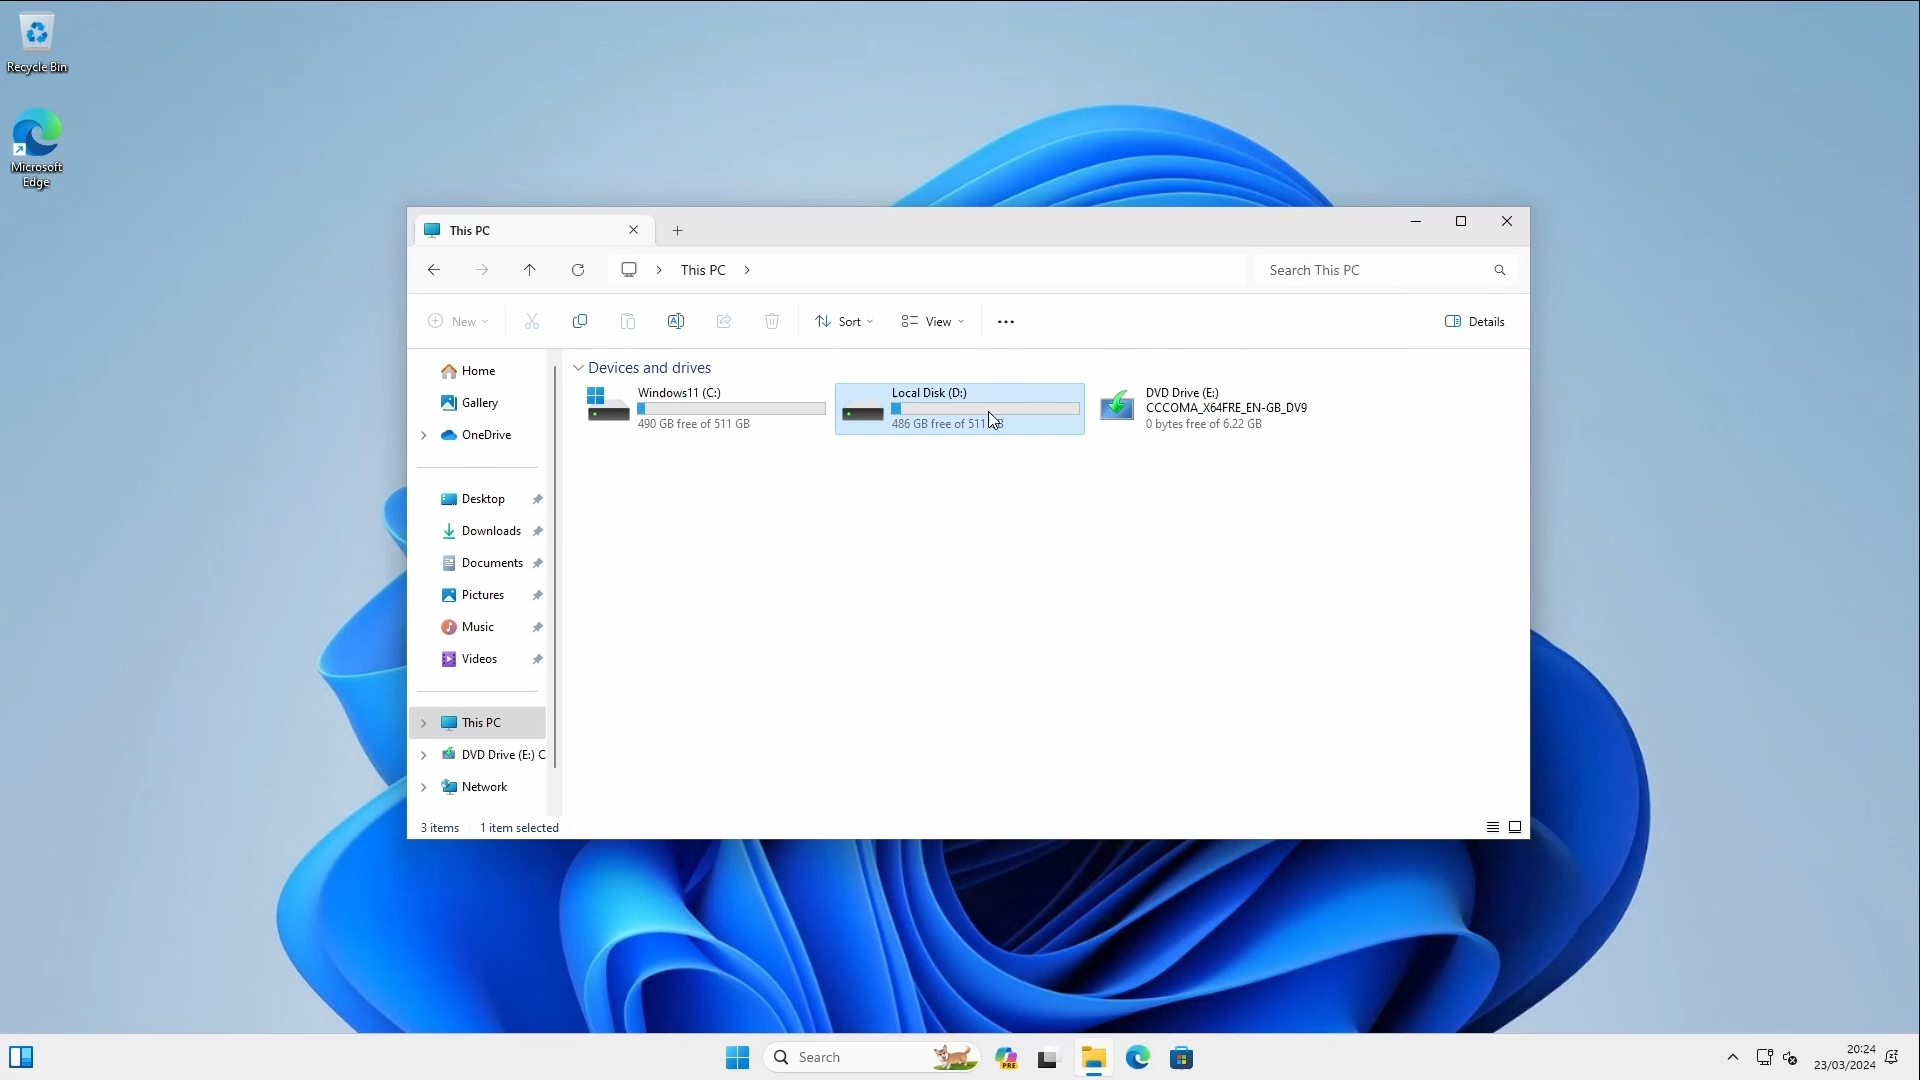 Recycle Bin
Microsoft
Edge
This PC
This PC
Search This PC
New
Sort
View
Details
Home
Gallery
OneDrive
Desktop
Downloads
Documents
Pictures
Music
Videos
This PC
DVD Drive (E:) C
Network
Devices and drives
Windows11 (C:)
490 GB free of 511 GB
Local Disk (D:)
486 GB free of 511 GB
DVD Drive (E:)
CCCOMA_X64FRE_EN-GB_DV9
0 bytes free of 6.22 GB
3 items
1 item selected
Search
PRE
20:24
23/03/2024